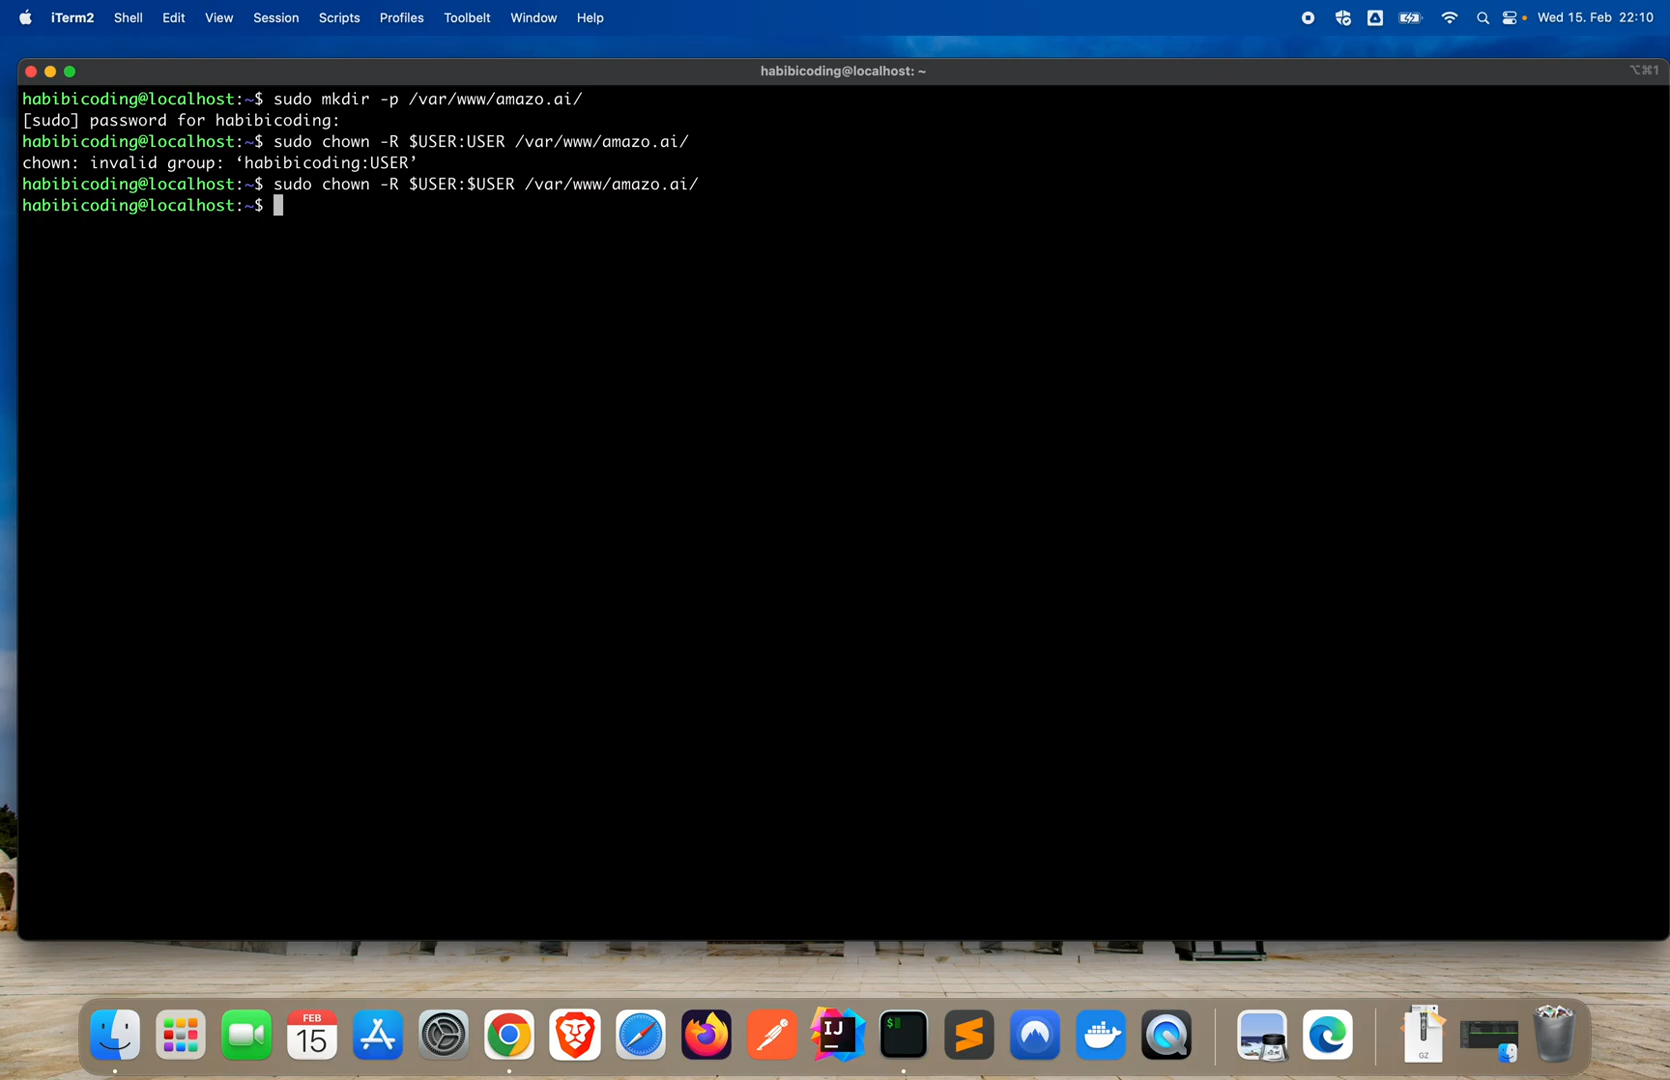 iTerm2 Shell Edit View Session Scripts Profiles Toolbelt Window Help Wed 15. Feb 22:10
habibicoding@localhost: ~ ⌥⌘1
habibicoding@localhost:~$ sudo mkdir -p /var/www/amazo.ai/
[sudo] password for habibicoding:
habibicoding@localhost:~$ sudo chown -R $USER:USER /var/www/amazo.ai/
chown: invalid group: ‘habibicoding:USER’
habibicoding@localhost:~$ sudo chown -R $USER:$USER /var/www/amazo.ai/
habibicoding@localhost:~$
FEB
15
IJ
$
GZ